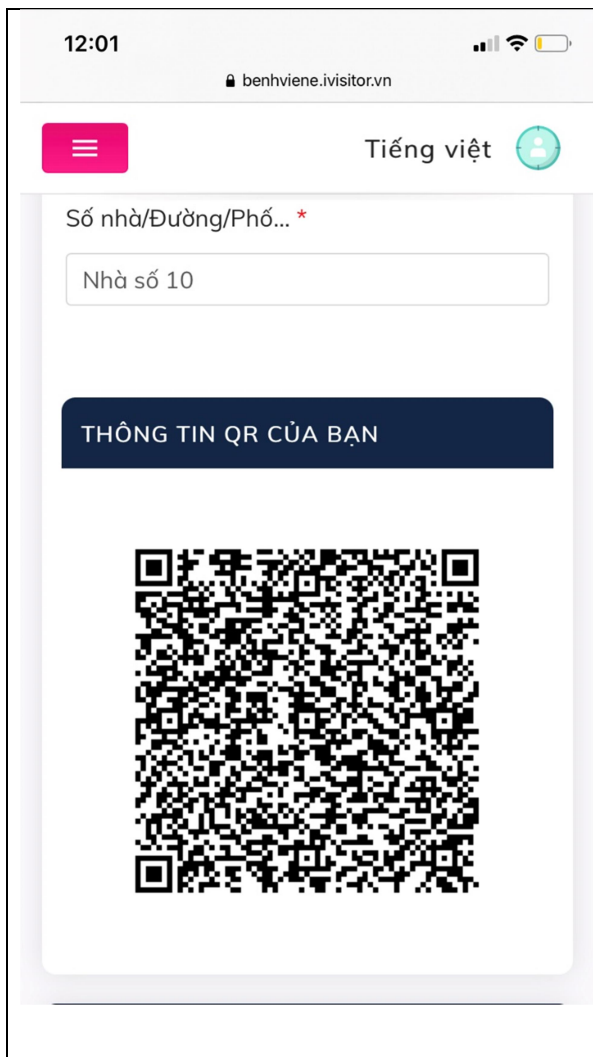 12:01
benhviene.ivisitor.vn
Tiếng việt
Số nhà/Đường/Phố... *
Nhà số 10
THÔNG TIN QR CỦA BẠN